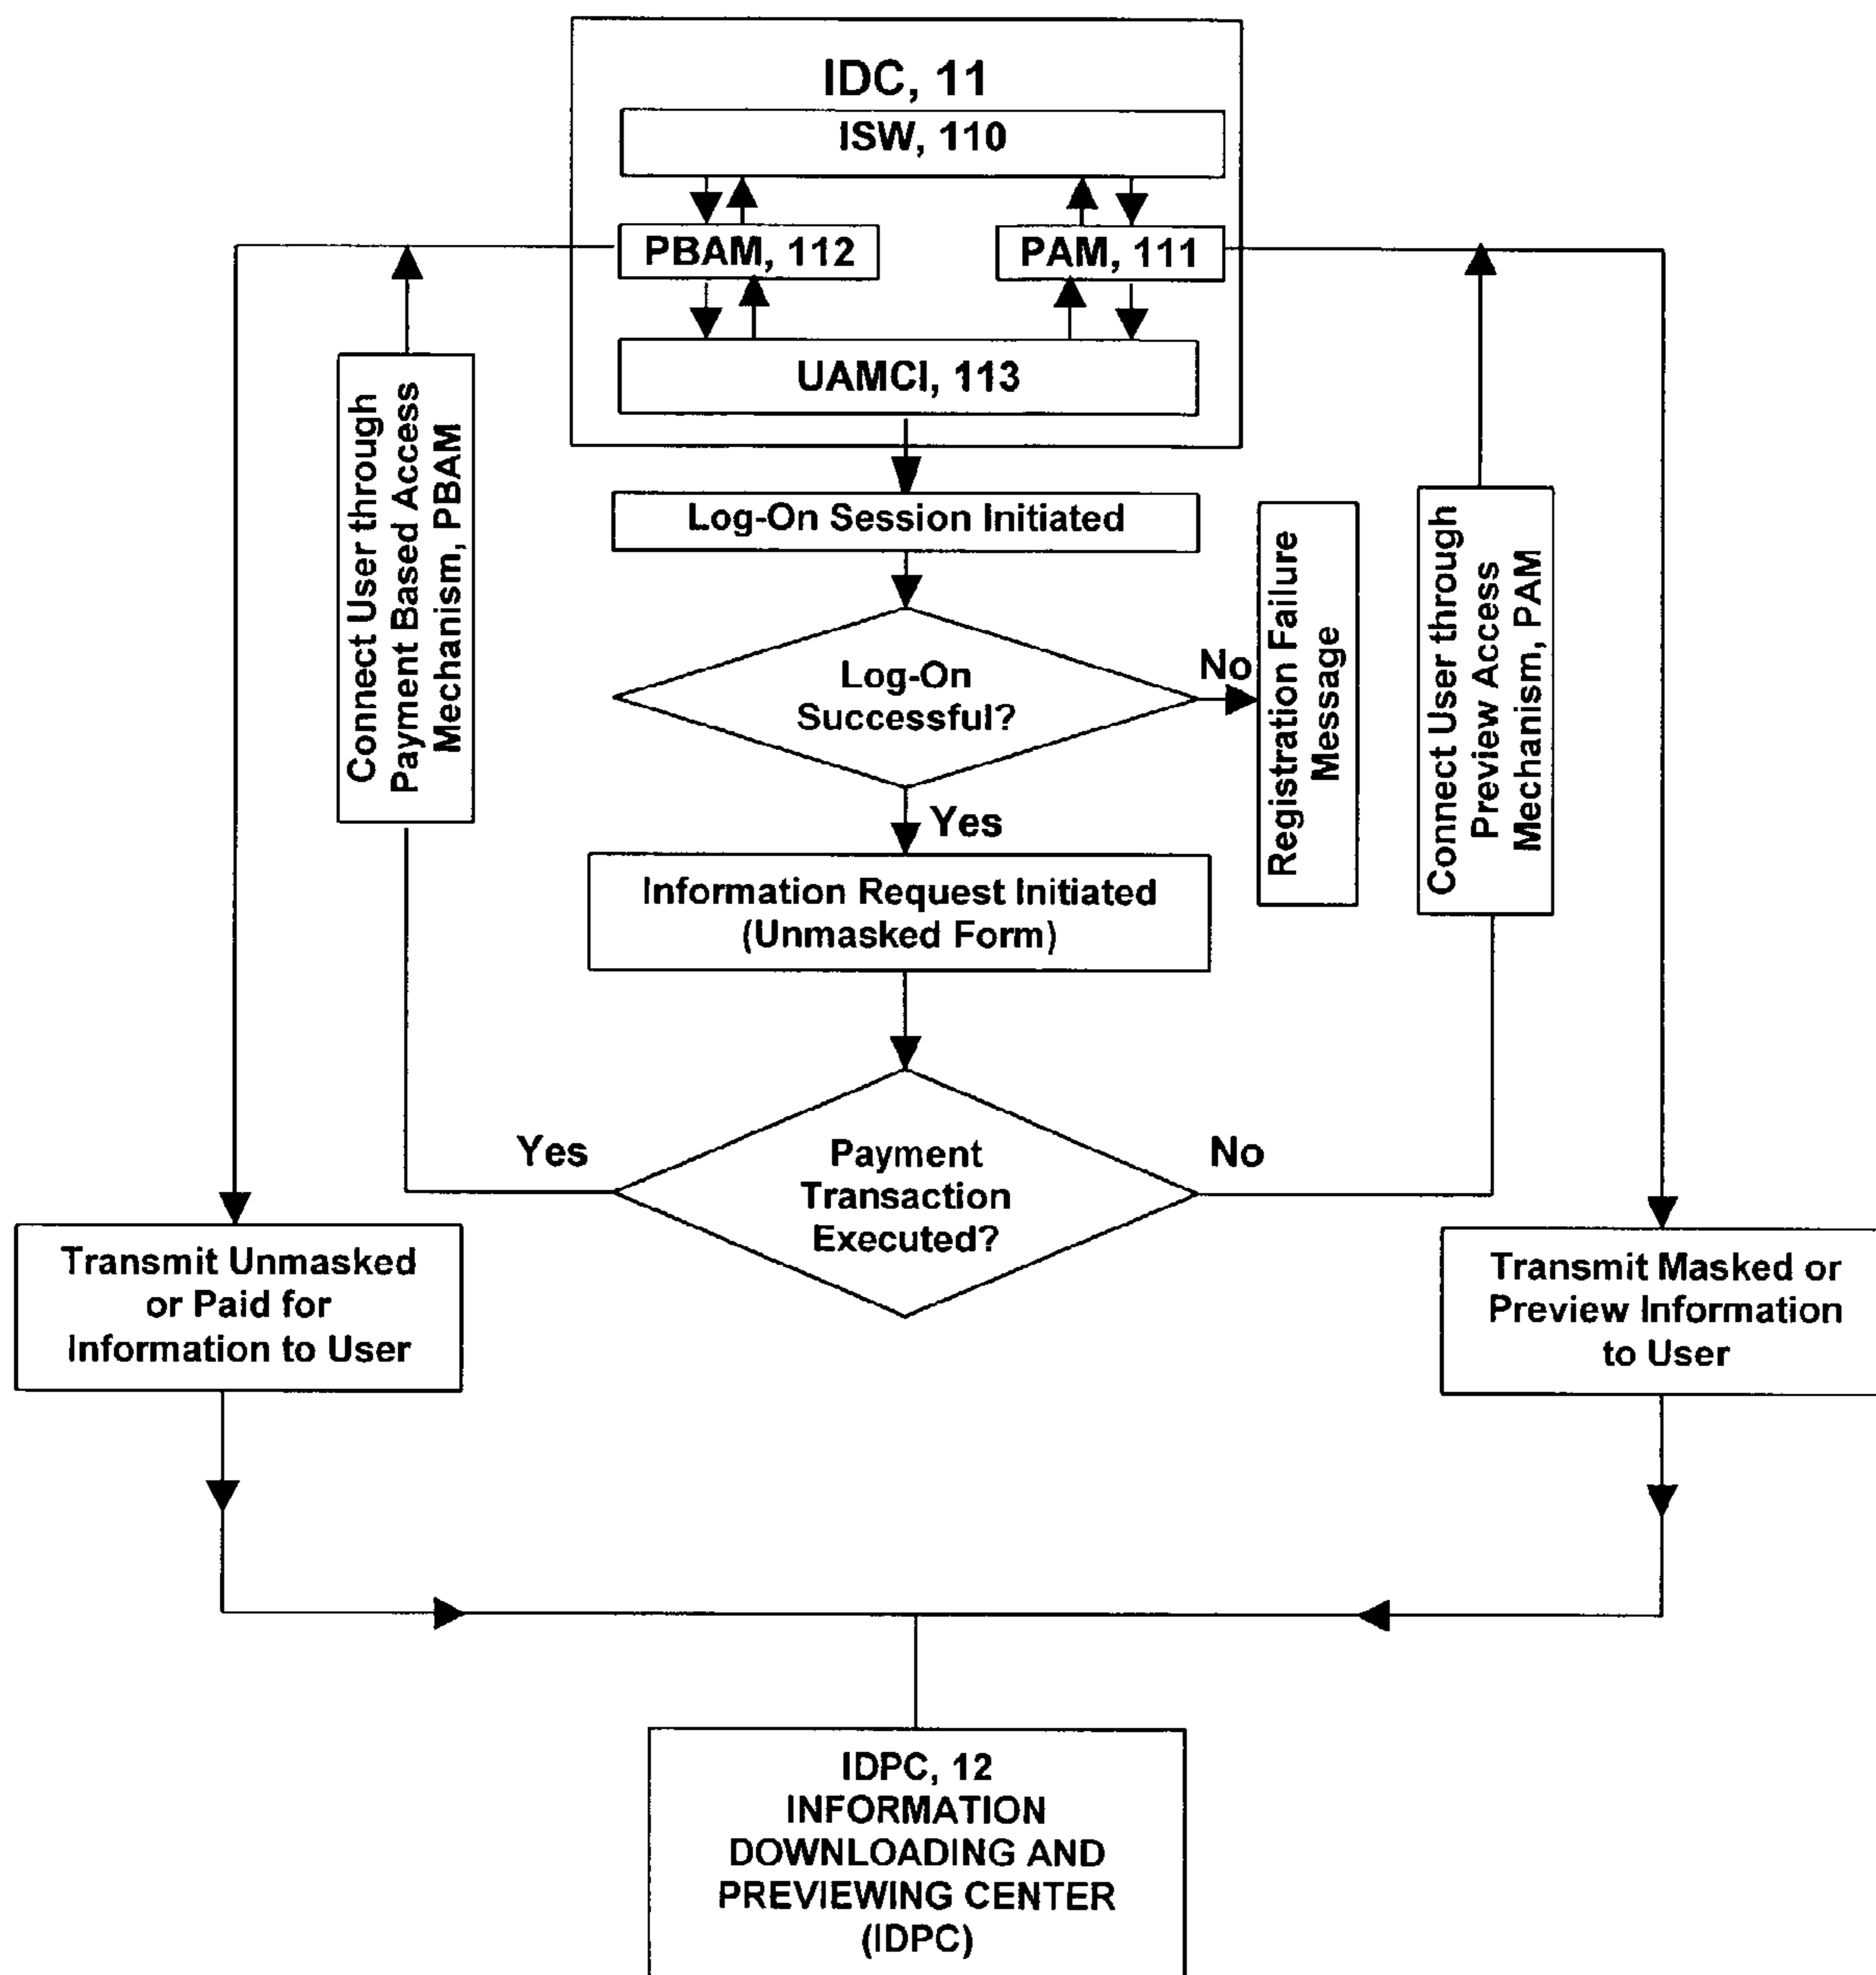 IDC, 11
ISW, 110
PBAM, 112
PAM, 111
UAMCI, 113
Connect User through
Payment Based Access
Mechanism, PBAM
Log-On Session Initiated
Registration Failure
Message
Connect User through
Preview Access
Mechanism, PAM
Log-On
Successful?
No
Yes
Information Request Initiated
(Unmasked Form)
Yes
Payment
Transaction
Executed?
No
Transmit Unmasked
or Paid for
Information to User
Transmit Masked or
Preview Information
to User
IDPC, 12
INFORMATION
DOWNLOADING AND
PREVIEWING CENTER
(IDPC)